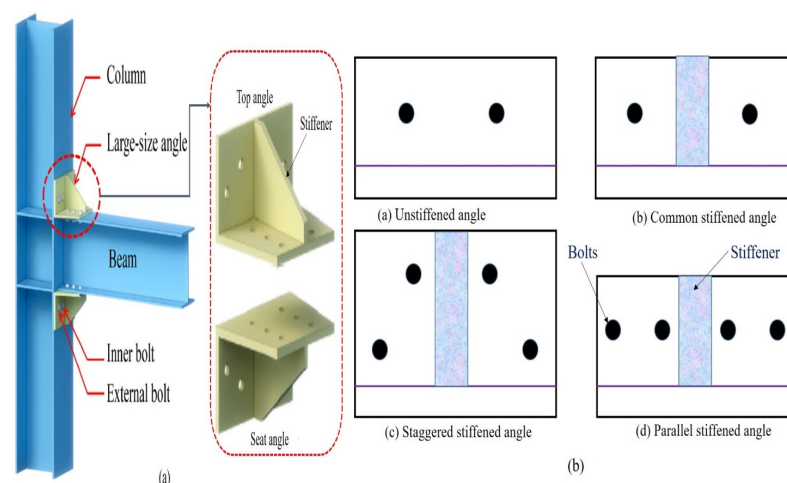 Column
Large-size angle
Beam
Inner bolt
External bolt
(a)
Top angle
Stiffener
Seat angle
(a) Unstiffened angle
(b) Common stiffened angle
Bolts
Stiffener
(c) Staggered stiffened angle
(d) Parallel stiffened angle
(b)